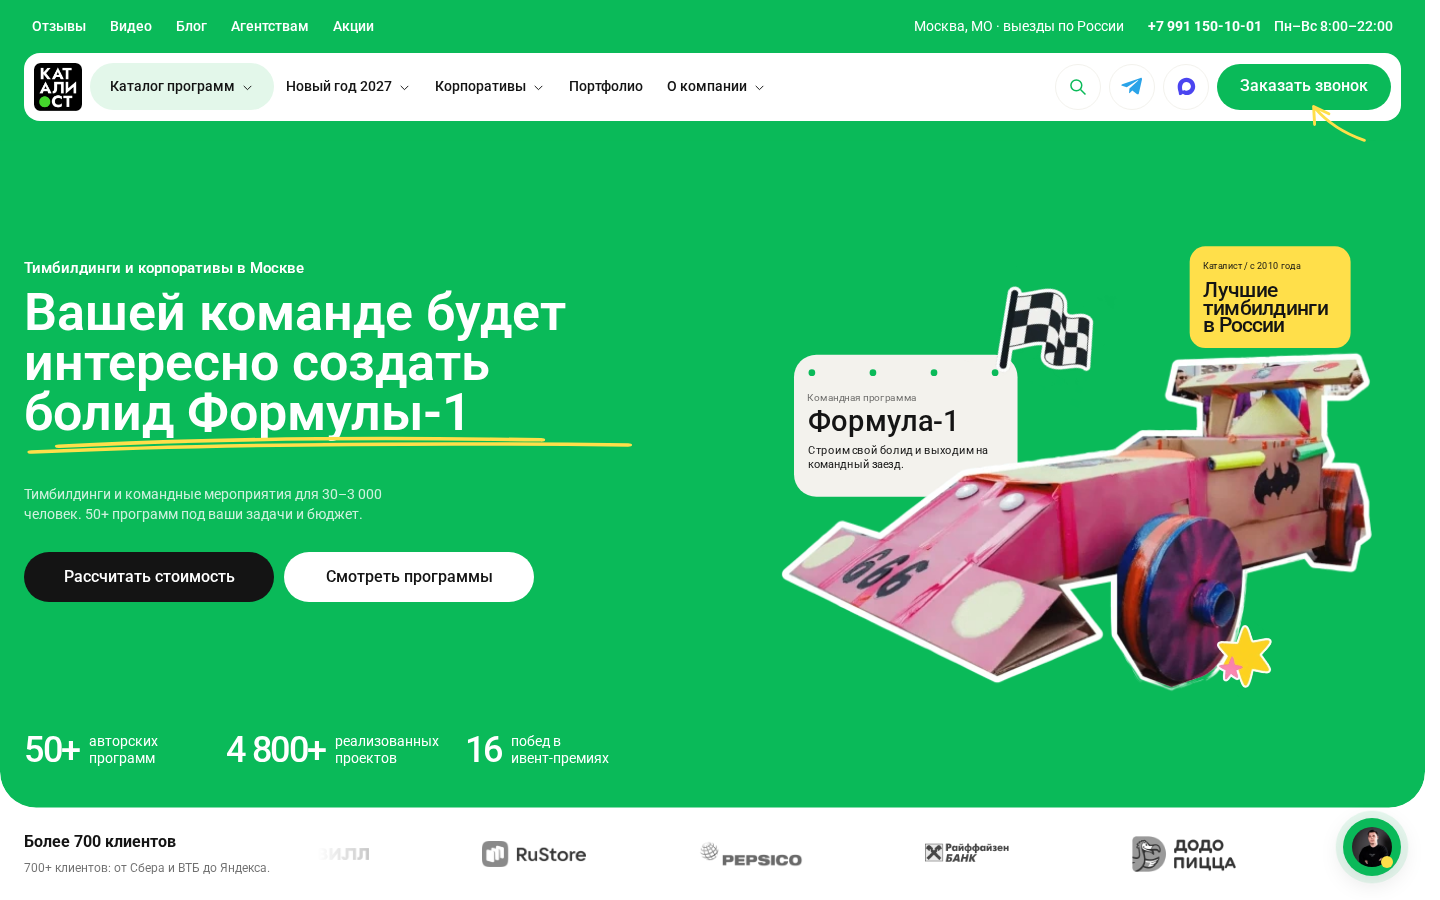 Отзывы Видео Блог Агентствам Акции
Москва, МО · выезды по России +7 991 150-10-01 Пн–Вс 8:00–22:00
КАТ
АЛИ
ОСТ
Каталог программ Новый год 2027 Корпоративы Портфолио О компании
Заказать звонок
Тимбилдинги и корпоративы в Москве
Вашей команде будет
интересно создать
болид Формулы-1
Тимбилдинги и командные мероприятия для 30–3 000
человек. 50+ программ под ваши задачи и бюджет.
Рассчитать стоимость
Смотреть программы
Каталист / с 2010 года
Лучшие
тимбилдинги
в России
Командная программа
Формула-1
Строим свой болид и выходим на
командный заезд.
666
50+ авторских
программ
4 800+ реализованных
проектов
16 побед в
ивент-премиях
Более 700 клиентов
700+ клиентов: от Сбера и ВТБ до Яндекса.
RuStore
PEPSICO
Райффайзен
БАНК
ДОДО
ПИЦЦА